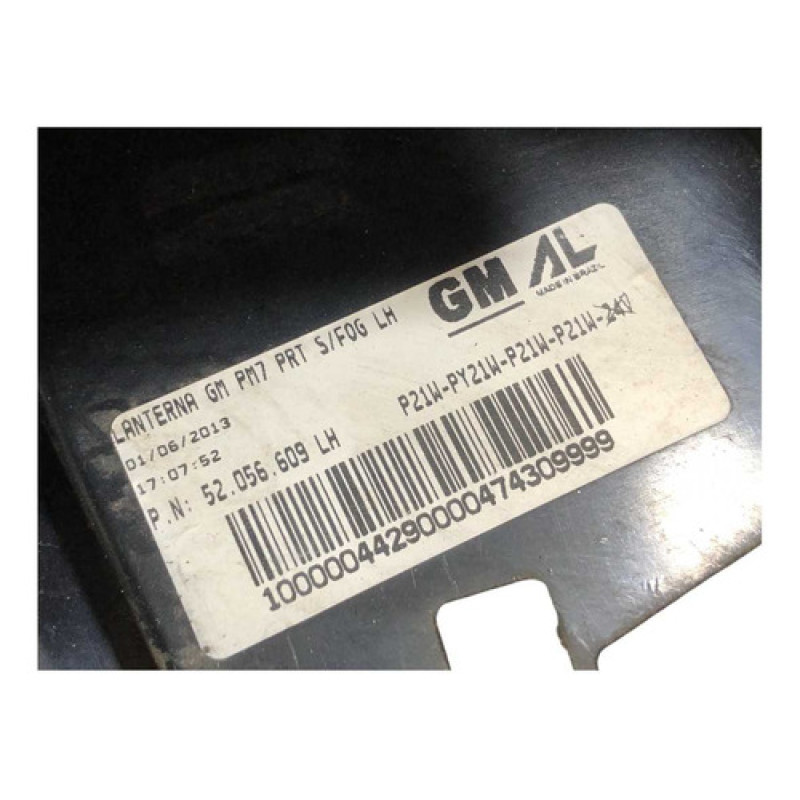 GM AL
MADE IN BRAZIL
LANTERNA GM PM7 PRT S/FOG LH
01/06/2013
17:07:52
P21W-PY21W-P21W-P21W-
P.N: 52.056.609 LH
10000044290000474309999